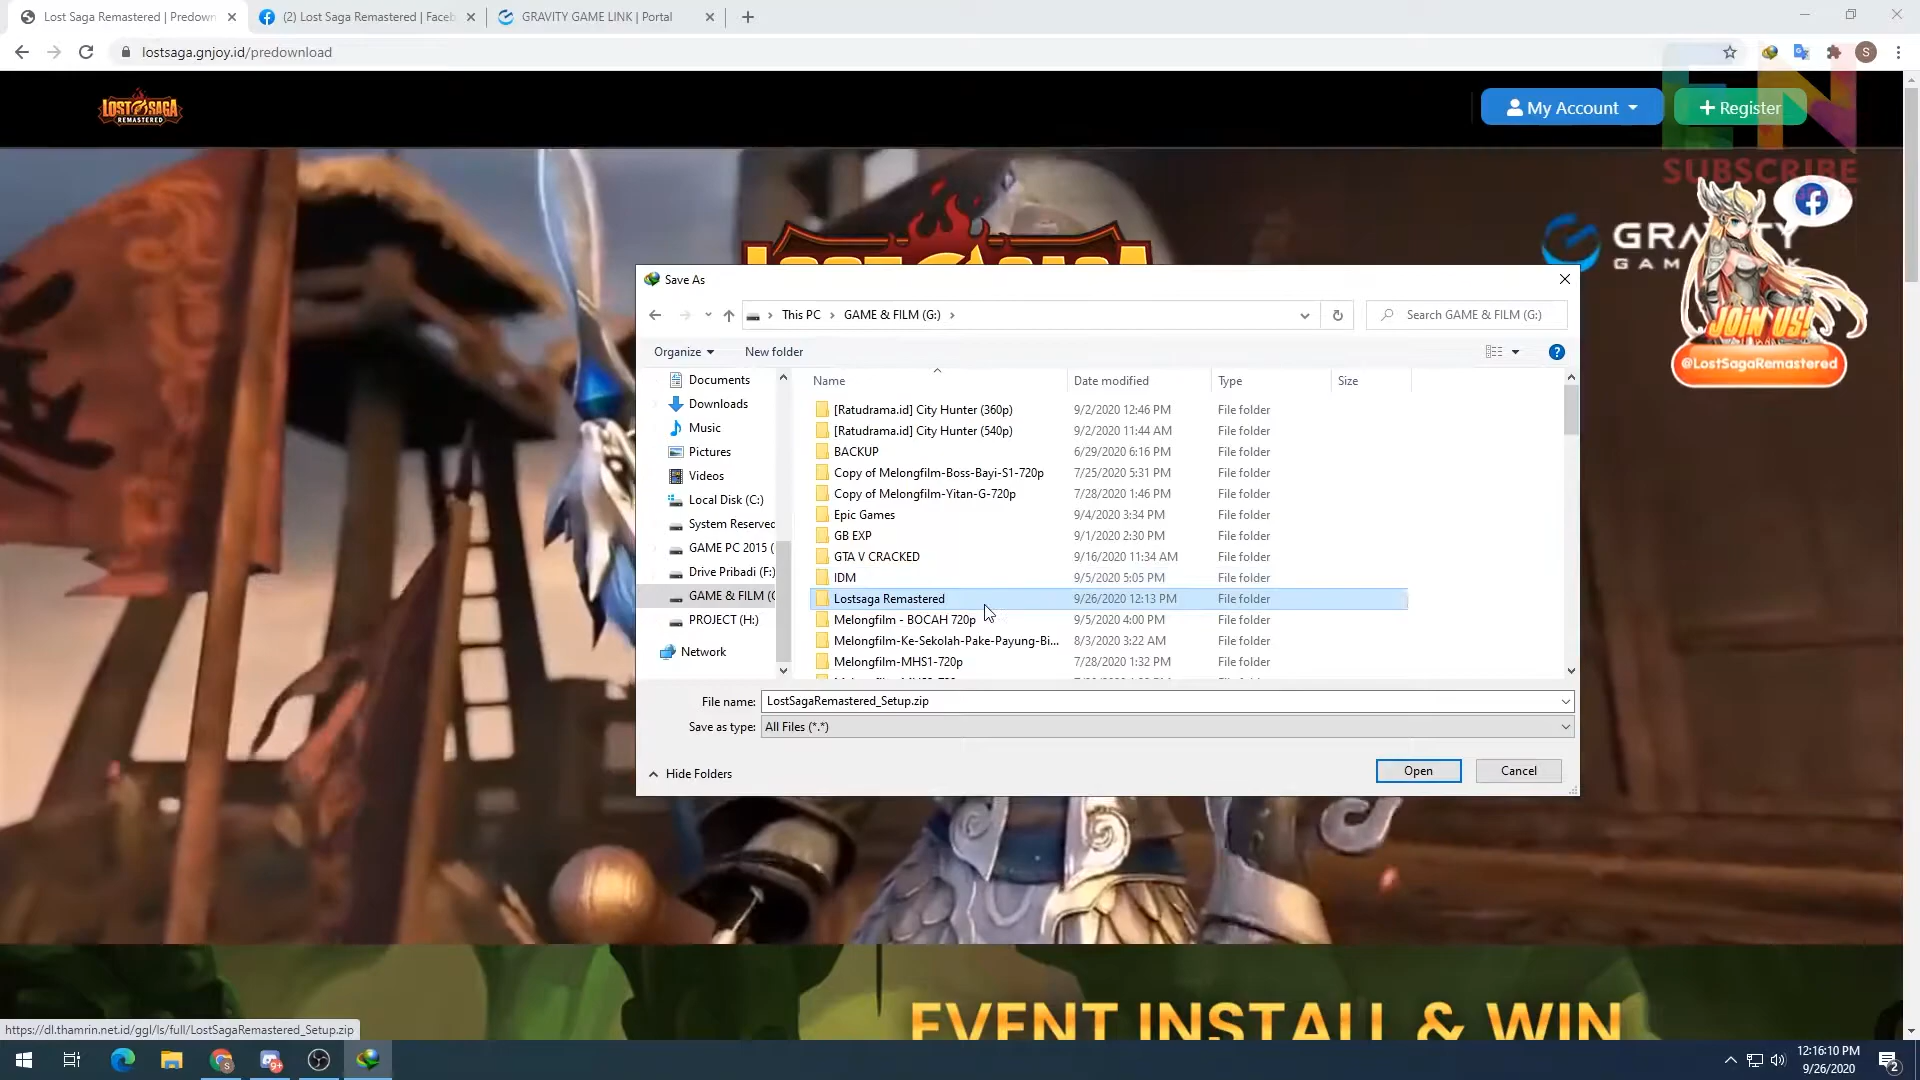 Lost Saga Remastered | Predown
(2) Lost Saga Remastered | Faceb
GRAVITY GAME LINK | Portal
lostsaga.gnjoy.id/predownload
S
LOST SAGA
REMASTERED
My Account
+ Register
EN
SUBSCRIBE
GRAVITY
GAM
JOIN US!
@LostSagaRemastered
Save As
This PC > GAME & FILM (G:) >
Search GAME & FILM (G:)
Organize
New folder
Name Date modified Type Size
Documents
Downloads
Music
Pictures
Videos
Local Disk (C:)
System Reserved
GAME PC 2015 (
Drive Pribadi (F:)
GAME & FILM (G
PROJECT (H:)
Network
[Ratudrama.id] City Hunter (360p) 9/2/2020 12:46 PM File folder
[Ratudrama.id] City Hunter (540p) 9/2/2020 11:44 AM File folder
BACKUP 6/29/2020 6:16 PM File folder
Copy of Melongfilm-Boss-Bayi-S1-720p 7/25/2020 5:31 PM File folder
Copy of Melongfilm-Yitan-G-720p 7/28/2020 1:46 PM File folder
Epic Games 9/4/2020 3:34 PM File folder
GB EXP 9/1/2020 2:30 PM File folder
GTA V CRACKED 9/16/2020 11:34 AM File folder
IDM 9/5/2020 5:05 PM File folder
Lostsaga Remastered 9/26/2020 12:13 PM File folder
Melongfilm - BOCAH 720p 9/5/2020 4:00 PM File folder
Melongfilm-Ke-Sekolah-Pake-Payung-Bi... 8/3/2020 3:22 AM File folder
Melongfilm-MHS1-720p 7/28/2020 1:32 PM File folder
File name: LostSagaRemastered_Setup.zip
Save as type: All Files (*.*)
Hide Folders
Open
Cancel
EVENT INSTALL & WIN
https://dl.thamrin.net.id/ggl/ls/full/LostSagaRemastered_Setup.zip
9+
12:16:10 PM
9/26/2020
2